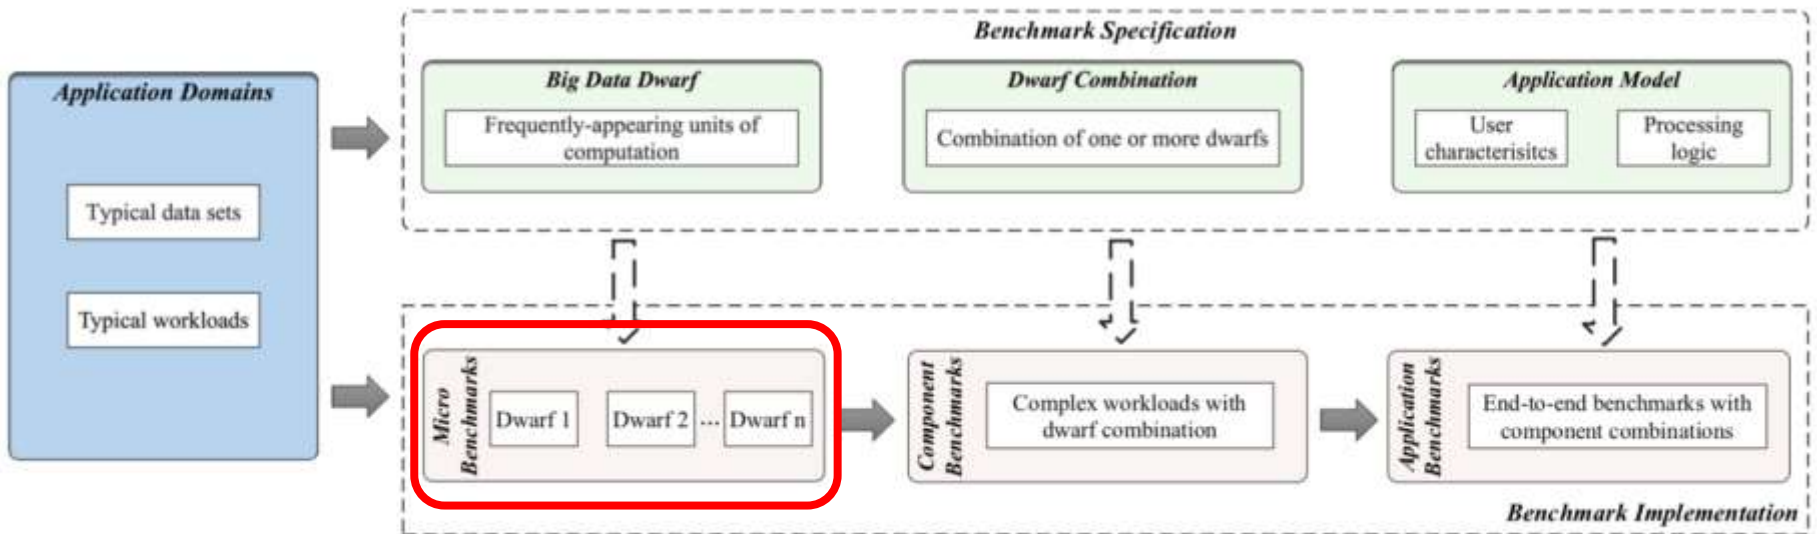 Application Domains
Typical data sets
Typical workloads
Benchmark Specification
Big Data Dwarf
Frequently-appearing units of
computation
Dwarf Combination
Combination of one or more dwarfs
Application Model
User
characterisitcs
Processing
logic
Micro
Benchmarks
Dwarf 1
Dwarf 2
...
Dwarf n
Component
Benchmarks
Complex workloads with
dwarf combination
Application
Benchmarks
End-to-end benchmarks with
component combinations
Benchmark Implementation